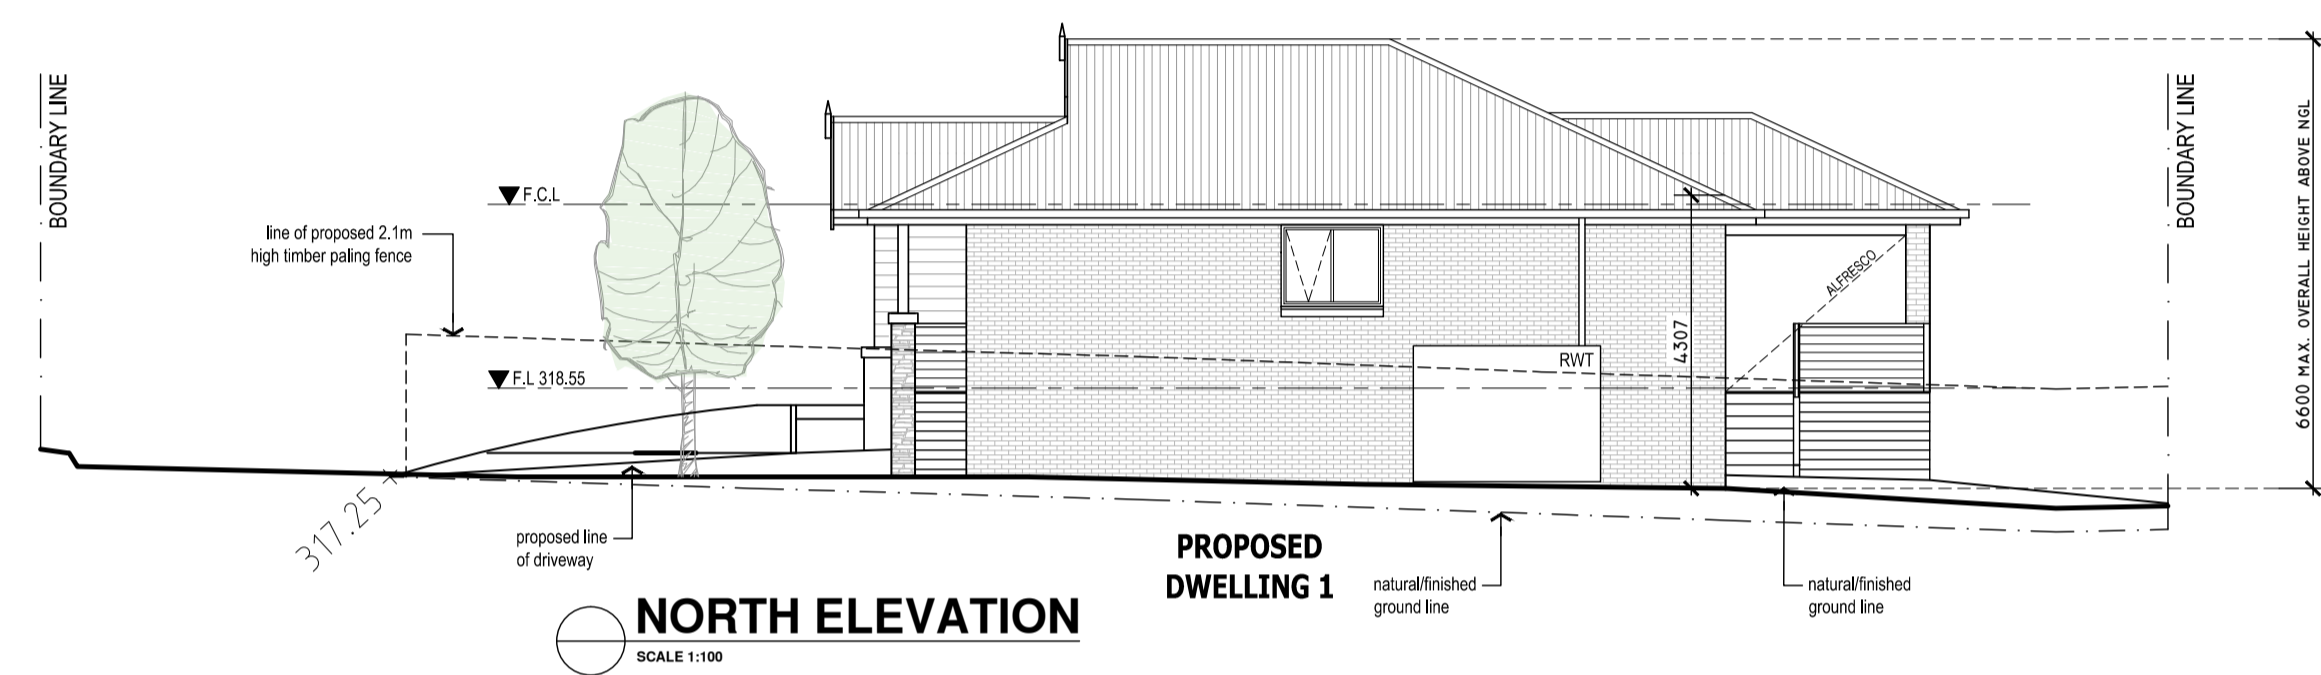 BOUNDARY LINE
BOUNDARY LINE
6600 MAX. OVERALL HEIGHT ABOVE NGL
F.C.L
line of proposed 2.1m
high timber paling fence
ALFRESCO
4307
RWT
F.L 318.55
317.25
proposed line
of driveway
PROPOSED
DWELLING 1
natural/finished
ground line
natural/finished
ground line
NORTH ELEVATION
SCALE 1:100